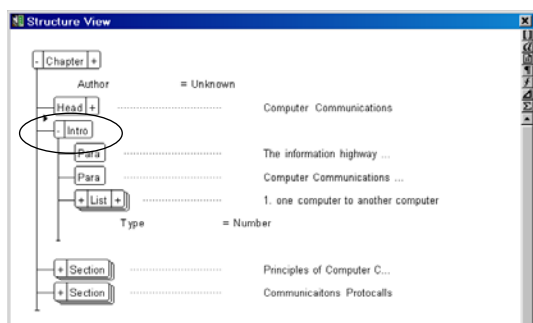 Structure View
- Chapter +
Author = Unknown
Head + Computer Communications
- Intro
Para The information highway ...
Para Computer Communications ...
+ List + 1. one computer to another computer
Type = Number
+ Section Principles of Computer C...
+ Section Communicaitons Protocalls